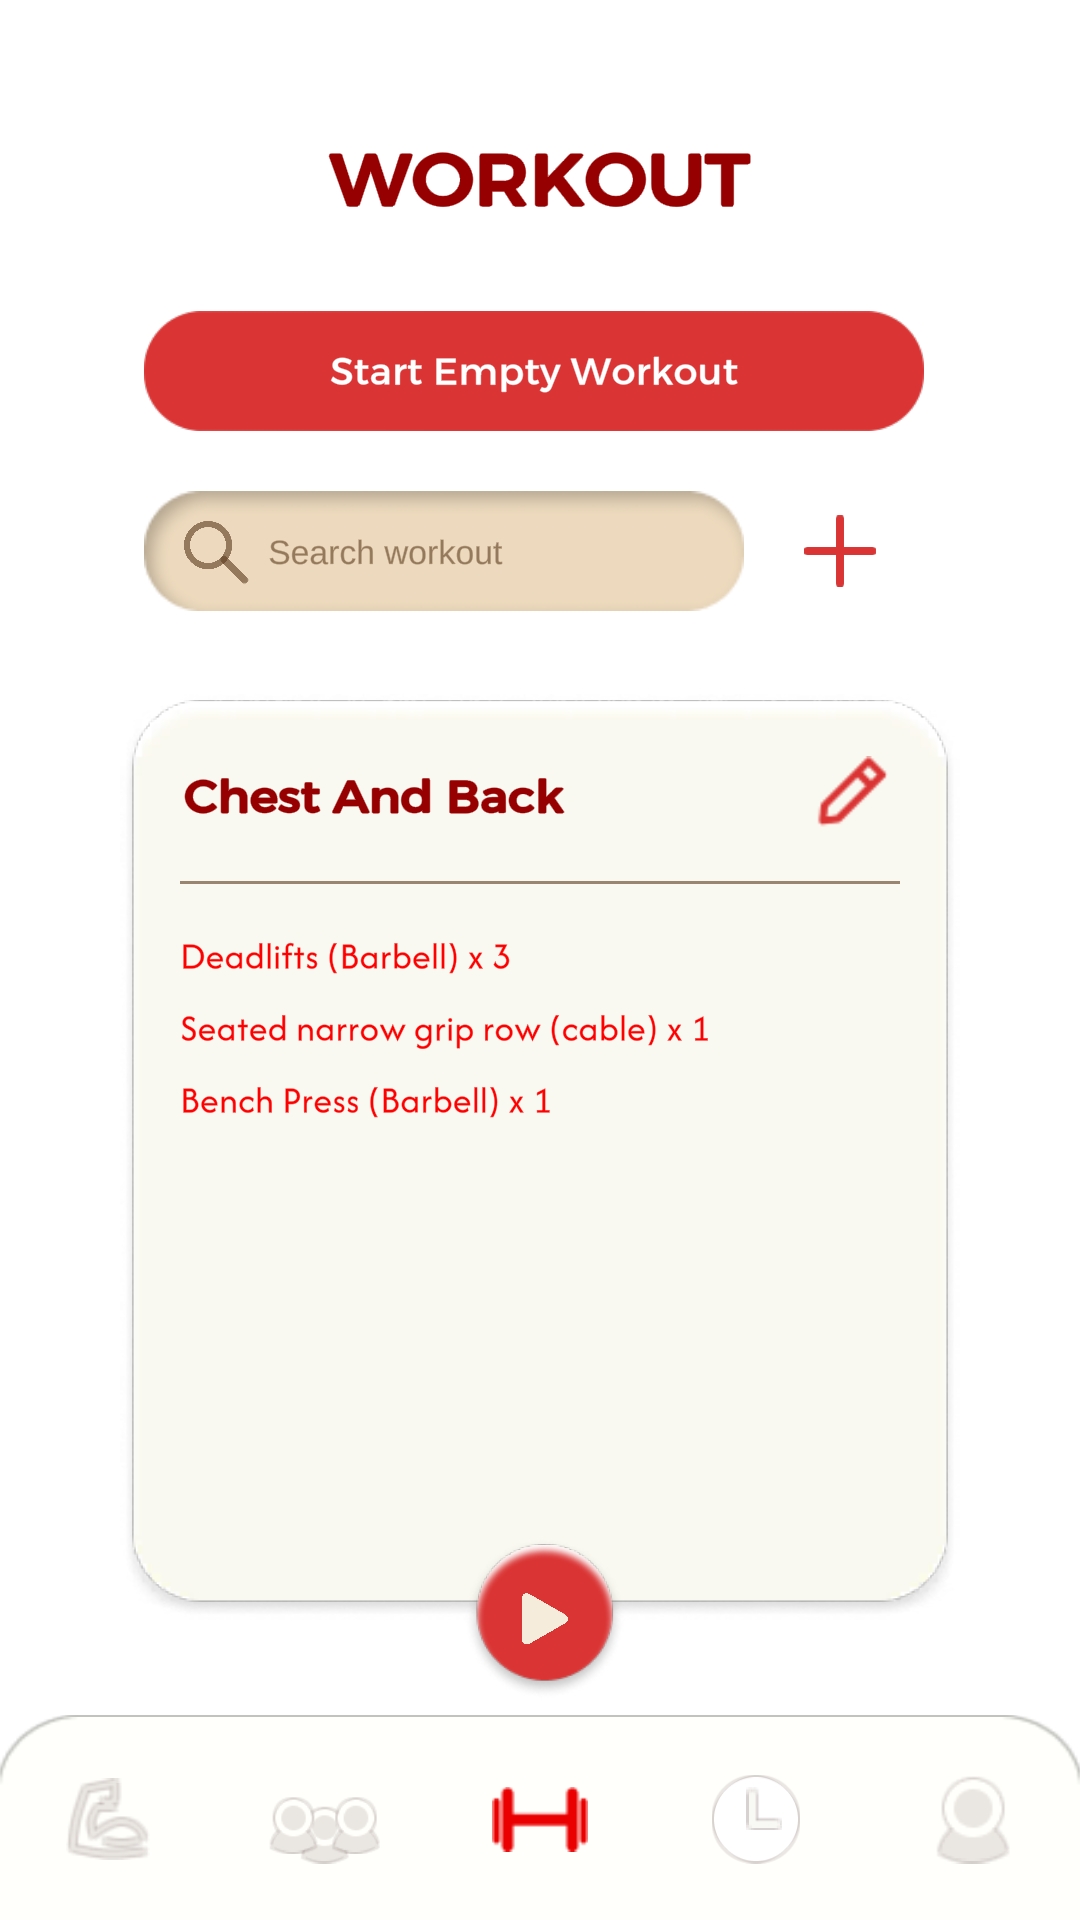 WORKOUT
Start Empty Workout
Search workout
Chest And Back
Deadlifts (Barbell) x 3
Seated narrow grip row (cable) x 1
Bench Press (Barbell) x 1